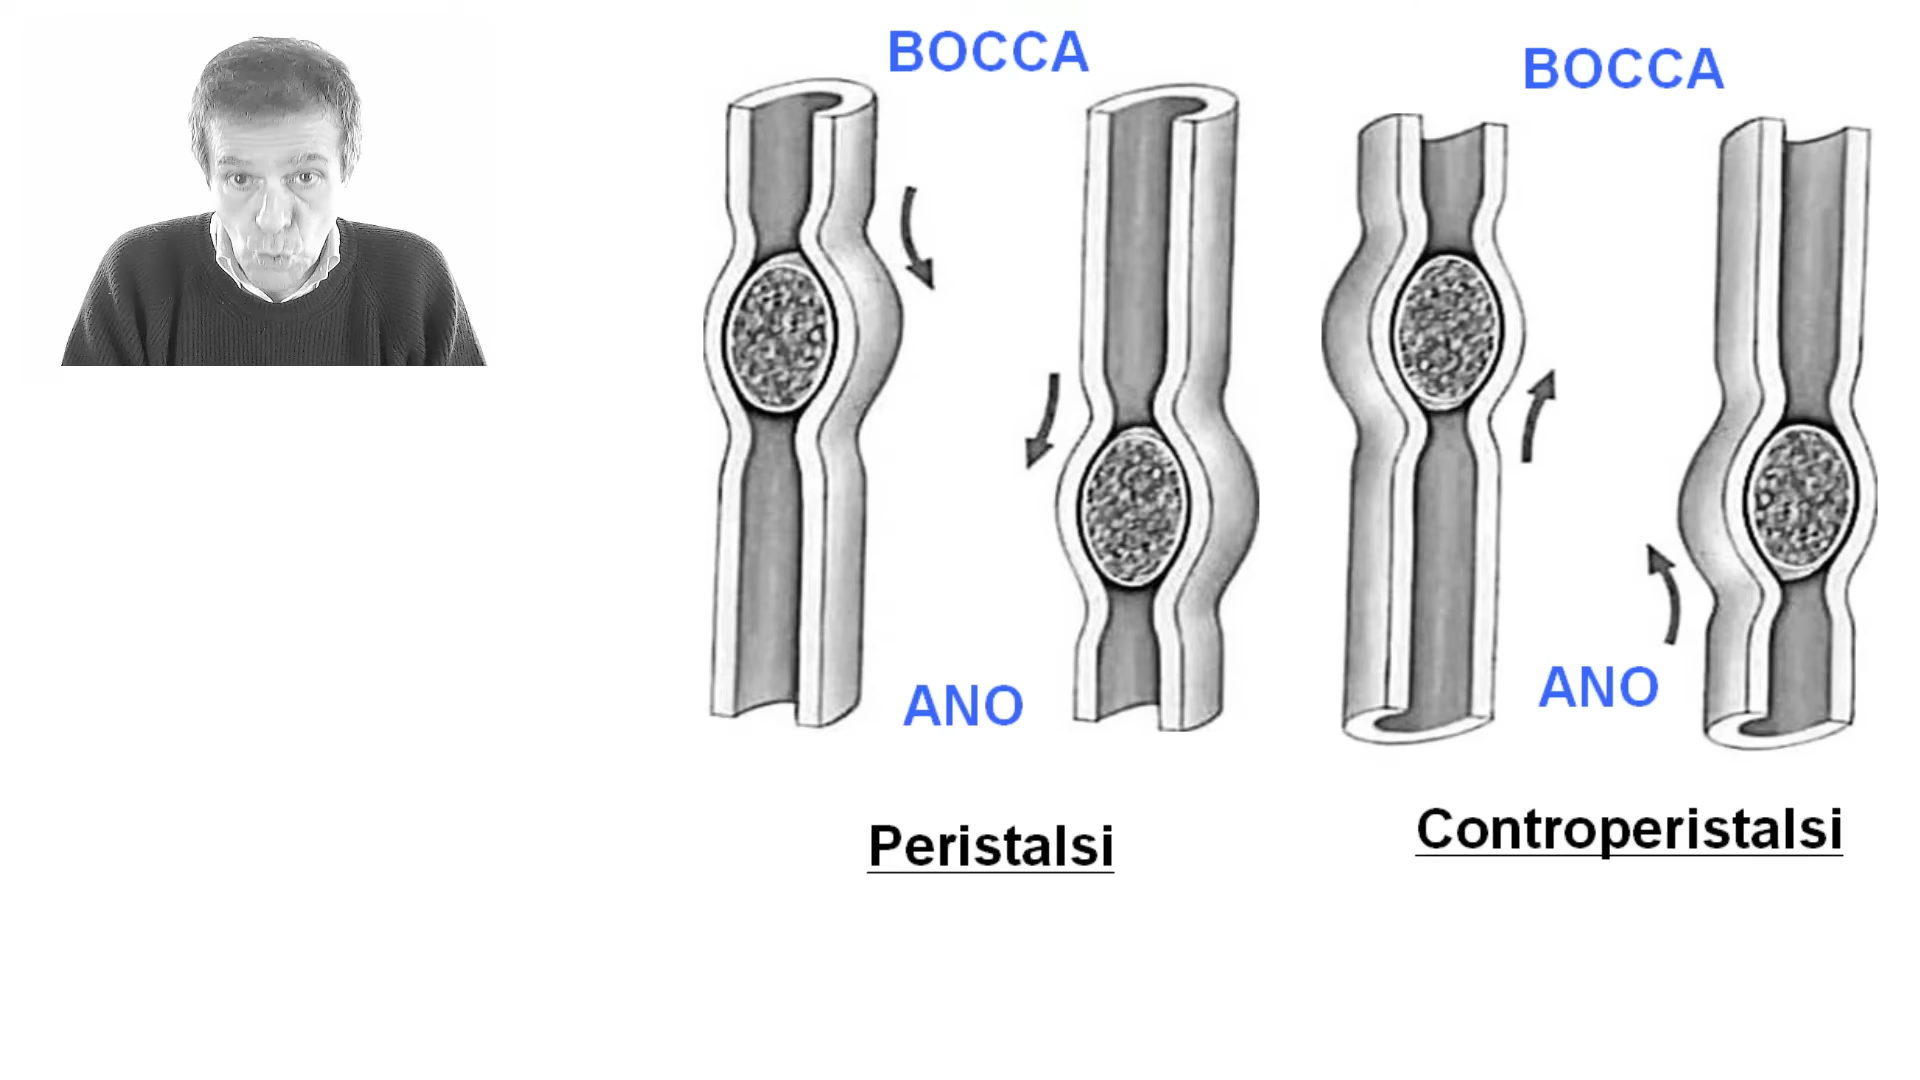 BOCCA
ANO
Peristalsi
BOCCA
ANO
Controperistalsi